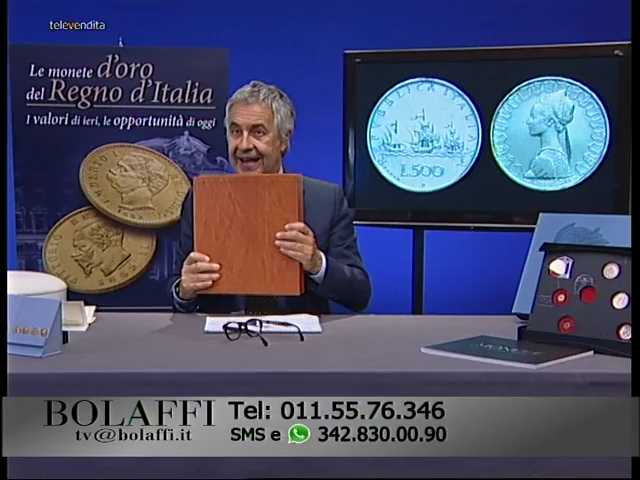 televendita
Le monete d'oro
del Regno d'Italia
I valori di ieri, le opportunità di oggi
REPVBBLICA ITALIANA
L.500
BOLAFFI
tv@bolaffi.it
Tel: 011.55.76.346
SMS e 342.830.00.90